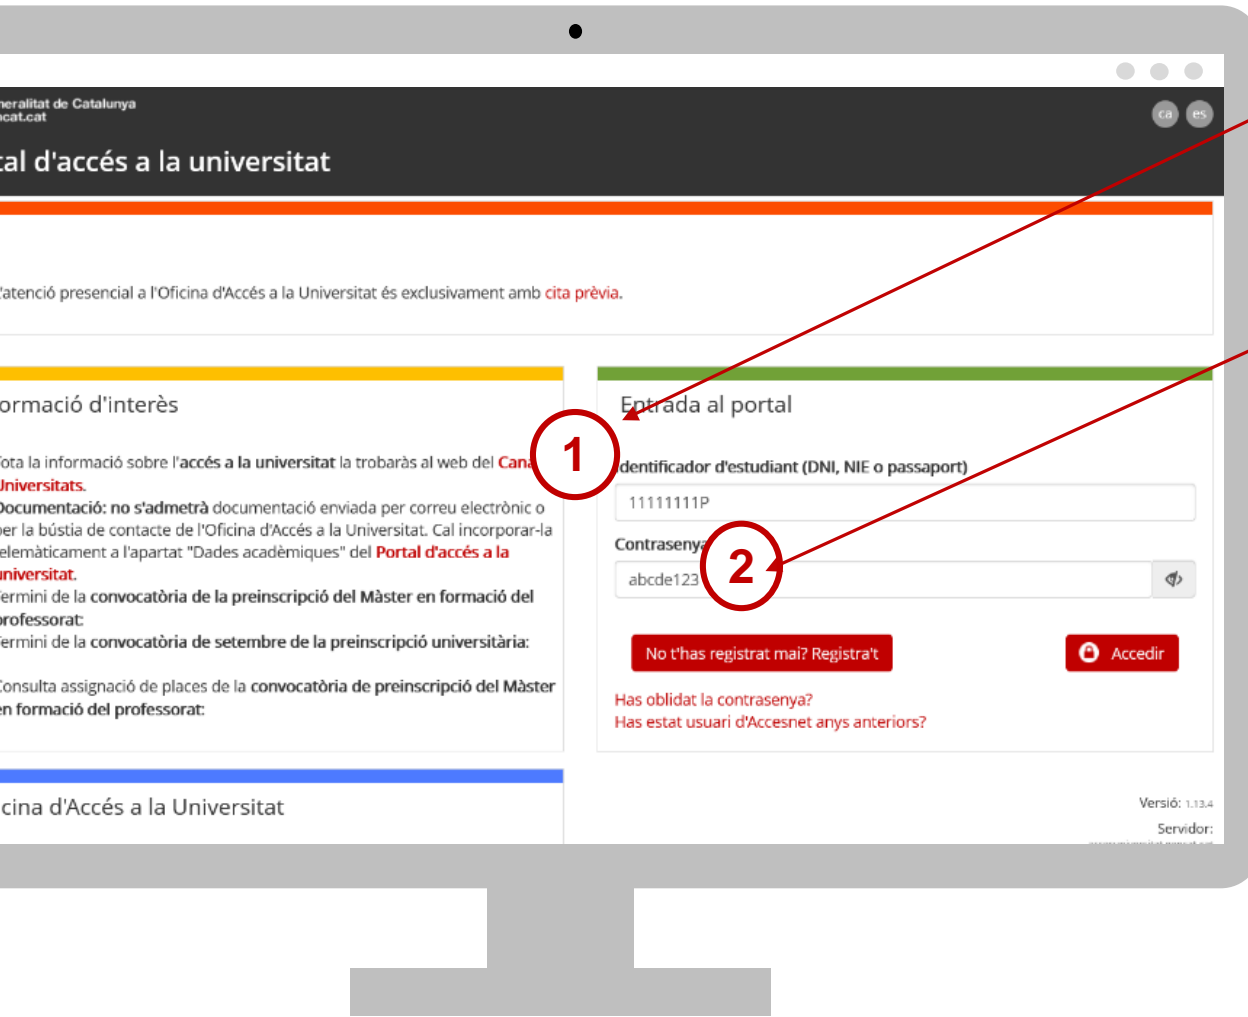 neralitat de Catalunya
ocat.cat
ca es
tal d'accés a la universitat
'atenció presencial a l'Oficina d'Accés a la Universitat és exclusivament amb cita prèvia.
ormació d'interès
ota la informació sobre l'accés a la universitat la trobaràs al web del Cana
Universitats.
Documentació: no s'admetrà documentació enviada per correu electrònic o
per la bústia de contacte de l'Oficina d'Accés a la Universitat. Cal incorporar-la
telemàticament a l'apartat "Dades acadèmiques" del Portal d'accés a la
universitat.
Termini de la convocatòria de la preinscripció del Màster en formació del
professorat:
Termini de la convocatòria de setembre de la preinscripció universitària:
Consulta assignació de places de la convocatòria de preinscripció del Màster
en formació del professorat:
Entrada al portal
1
Identificador d'estudiant (DNI, NIE o passaport)
11111111P
Contrasenya
2
abcde123
No t'has registrat mai? Registra't
Accedir
Has oblidat la contrasenya?
Has estat usuari d'Accesnet anys anteriors?
cina d'Accés a la Universitat
Versió: 1.13.4
Servidor: